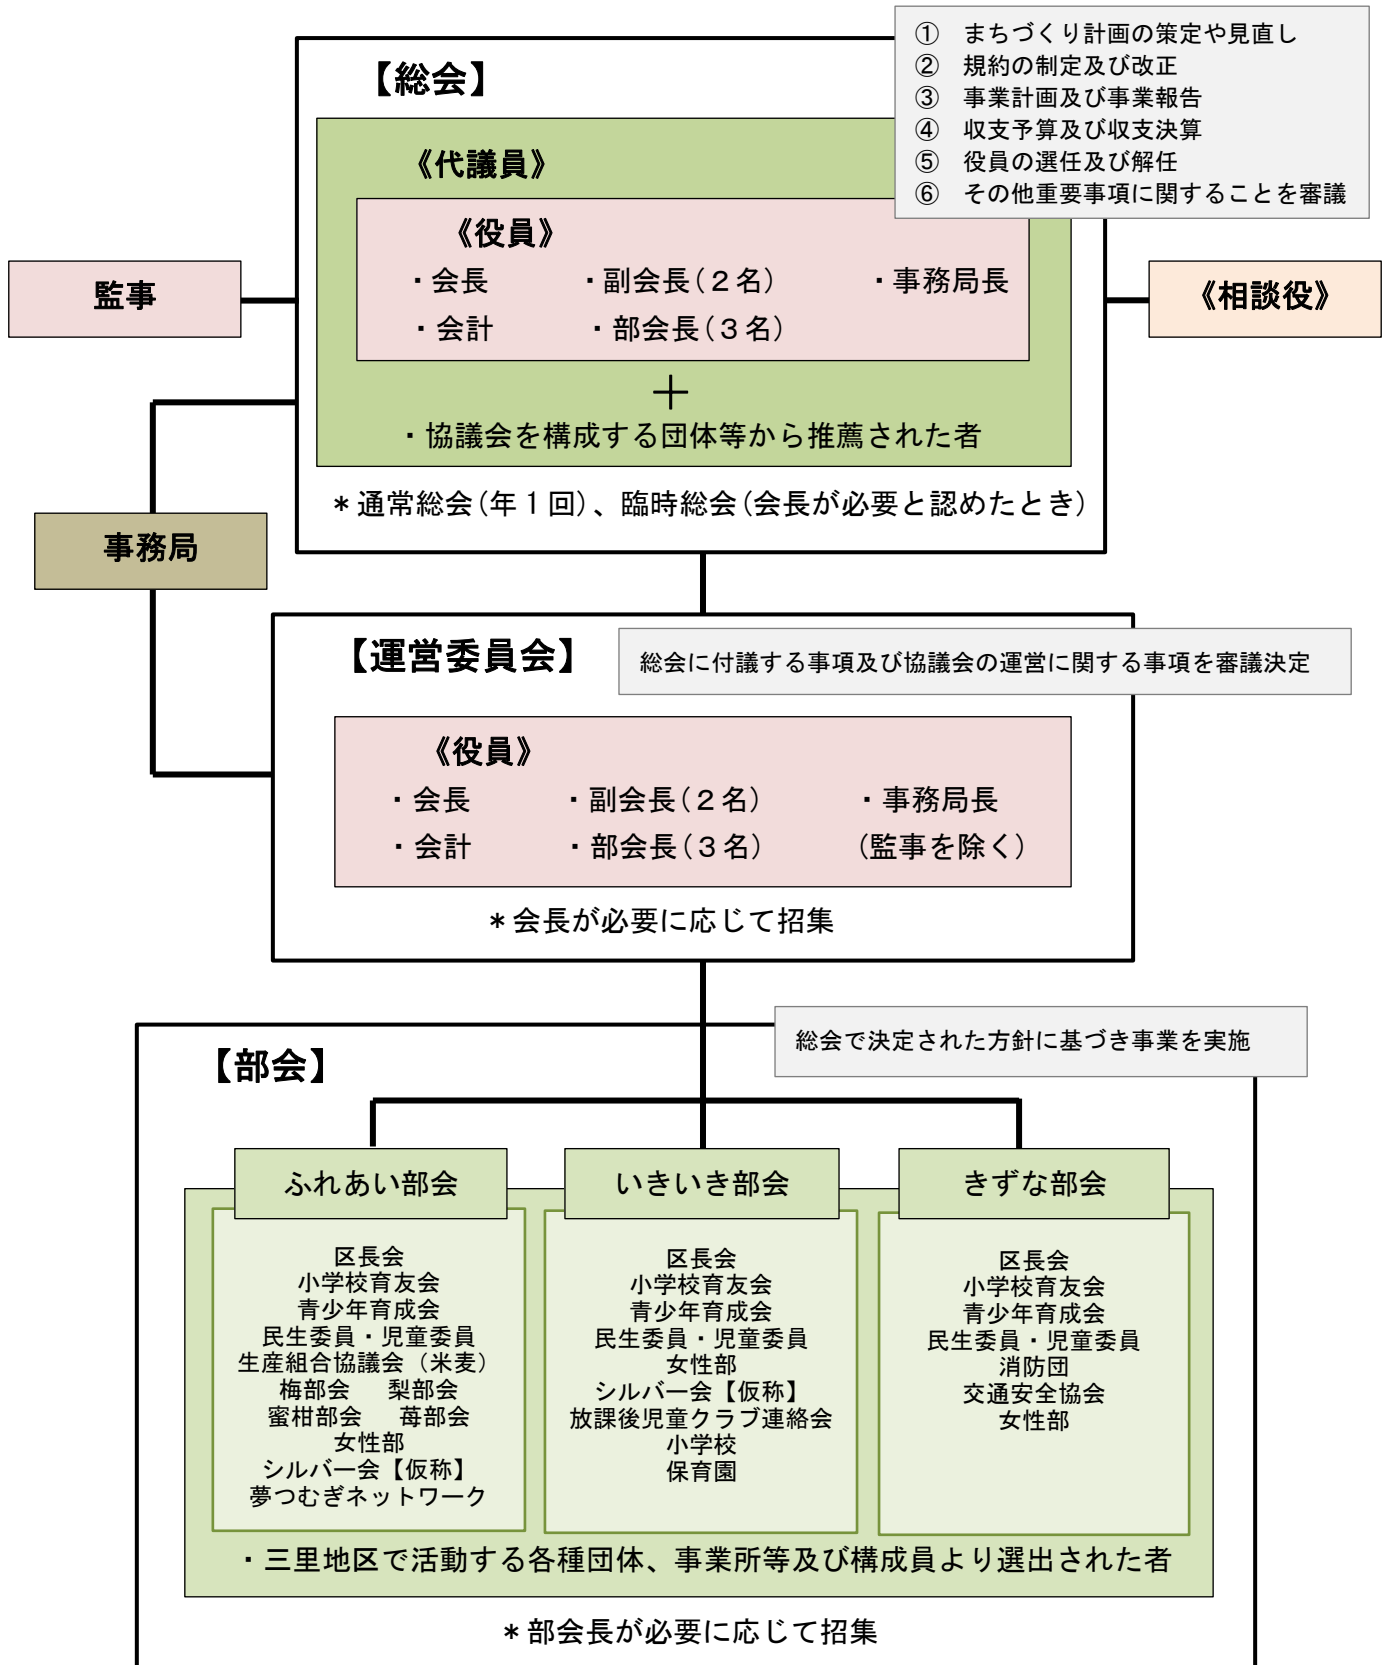 ① まちづくり計画の策定や見直し
② 規約の制定及び改正
③ 事業計画及び事業報告
④ 収支予算及び収支決算
⑤ 役員の選任及び解任
⑥ その他重要事項に関することを審議
【総会】
《代議員》
《役員》
・会長 ・副会長(２名) ・事務局長
・会計 ・部会長(３名)
＋
・協議会を構成する団体等から推薦された者
＊通常総会(年１回)、臨時総会(会長が必要と認めたとき)
監事
《相談役》
事務局
【運営委員会】
総会に付議する事項及び協議会の運営に関する事項を審議決定
《役員》
・会長 ・副会長(２名) ・事務局長
・会計 ・部会長(３名) (監事を除く)
＊会長が必要に応じて招集
【部会】
総会で決定された方針に基づき事業を実施
ふれあい部会
区長会
小学校育友会
青少年育成会
民生委員・児童委員
生産組合協議会（米麦）
梅部会 梨部会
蜜柑部会 苺部会
女性部
シルバー会【仮称】
夢つむぎネットワーク
いきいき部会
区長会
小学校育友会
青少年育成会
民生委員・児童委員
女性部
シルバー会【仮称】
放課後児童クラブ連絡会
小学校
保育園
きずな部会
区長会
小学校育友会
青少年育成会
民生委員・児童委員
消防団
交通安全協会
女性部
・三里地区で活動する各種団体、事業所等及び構成員より選出された者
＊部会長が必要に応じて招集